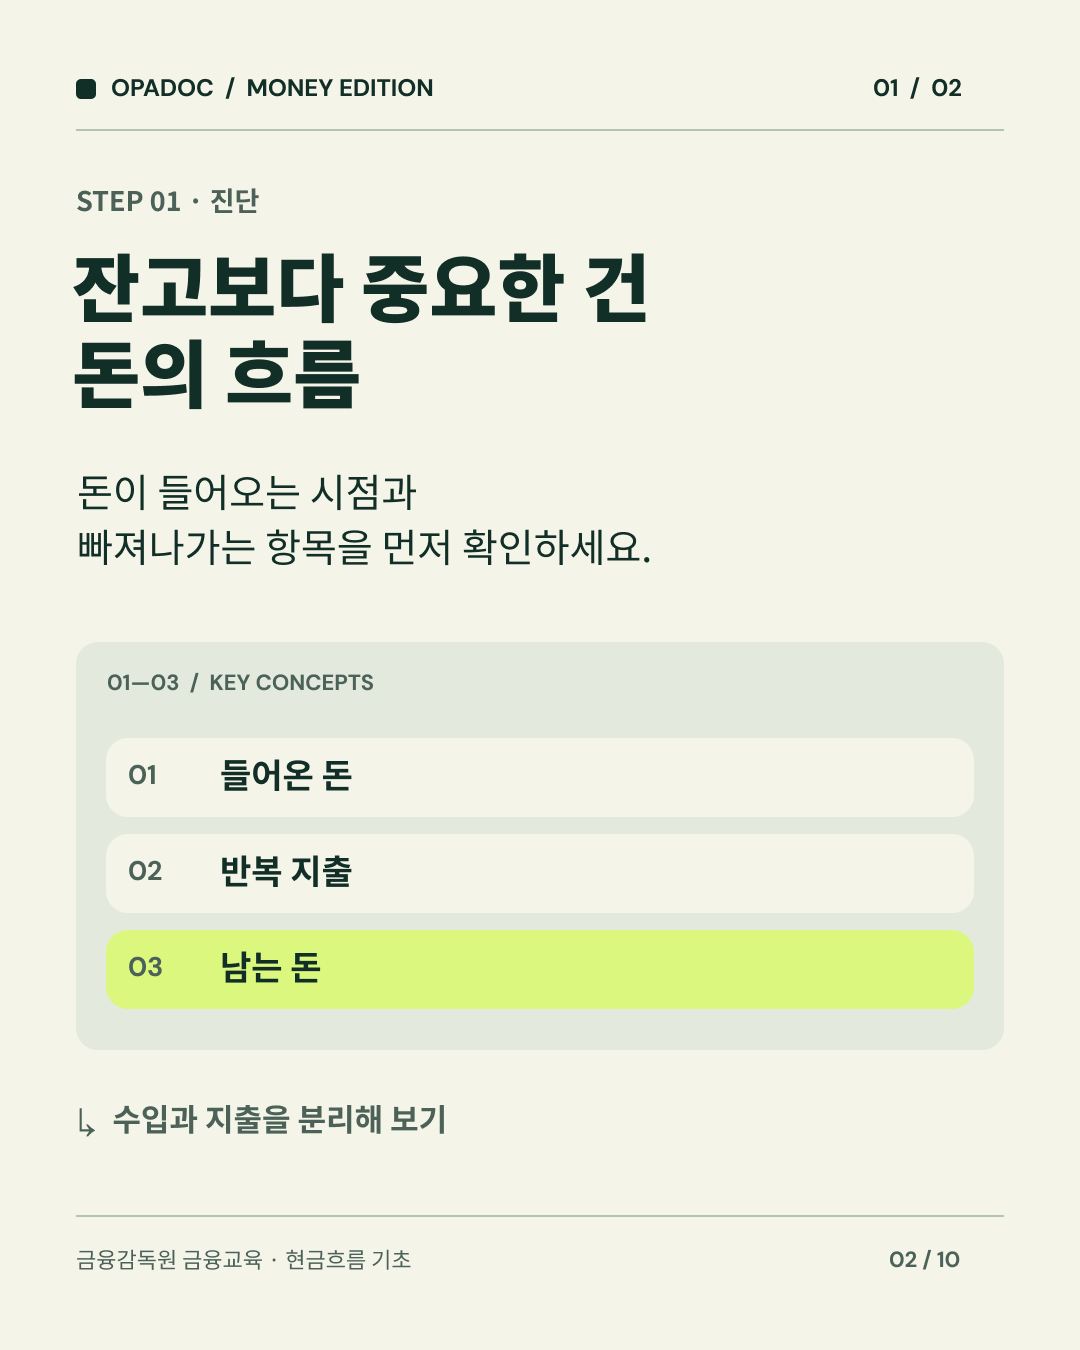 OPADOC / MONEY EDITION
01 / 02
STEP 01 · 진단
잔고보다 중요한 건
돈의 흐름
돈이 들어오는 시점과
빠져나가는 항목을 먼저 확인하세요.
01—03 / KEY CONCEPTS
01 들어온 돈
02 반복 지출
03 남는 돈
↳ 수입과 지출을 분리해 보기
금융감독원 금융교육 · 현금흐름 기초
02 / 10